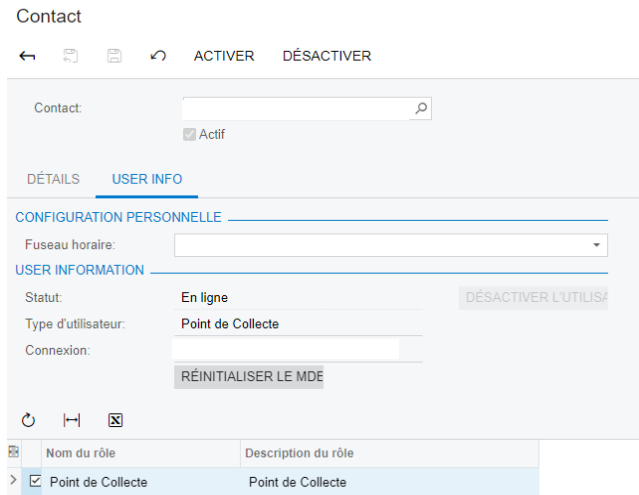 Contact
ACTIVER DÉSACTIVER
Contact:
Actif
DÉTAILS USER INFO
CONFIGURATION PERSONNELLE
Fuseau horaire:
USER INFORMATION
Statut: En ligne DÉSACTIVER L'UTILISA
Type d'utilisateur: Point de Collecte
Connexion:
RÉINITIALISER LE MDE
Nom du rôle Description du rôle
Point de Collecte Point de Collecte